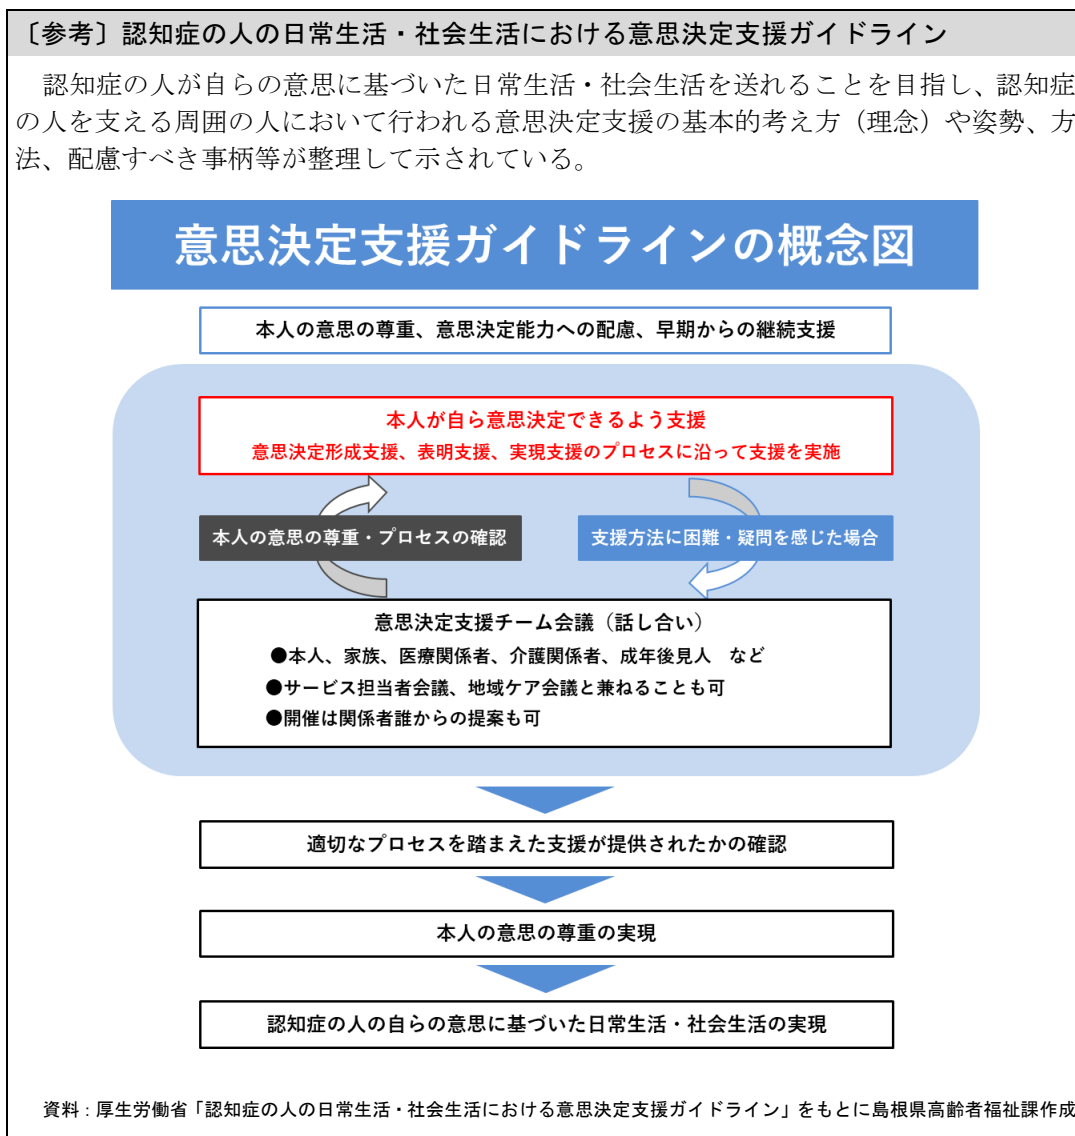 〔参考〕認知症の人の日常生活・社会生活における意思決定支援ガイドライン
認知症の人が自らの意思に基づいた日常生活・社会生活を送れることを目指し、認知症
の人を支える周囲の人において行われる意思決定支援の基本的考え方（理念）や姿勢、方
法、配慮すべき事柄等が整理して示されている。
意思決定支援ガイドラインの概念図
本人の意思の尊重、意思決定能力への配慮、早期からの継続支援
本人が自ら意思決定できるよう支援
意思決定形成支援、表明支援、実現支援のプロセスに沿って支援を実施
本人の意思の尊重・プロセスの確認
支援方法に困難・疑問を感じた場合
意思決定支援チーム会議（話し合い）
●本人、家族、医療関係者、介護関係者、成年後見人　など
●サービス担当者会議、地域ケア会議と兼ねることも可
●開催は関係者誰からの提案も可
適切なプロセスを踏まえた支援が提供されたかの確認
本人の意思の尊重の実現
認知症の人の自らの意思に基づいた日常生活・社会生活の実現
資料：厚生労働省「認知症の人の日常生活・社会生活における意思決定支援ガイドライン」をもとに島根県高齢者福祉課作成